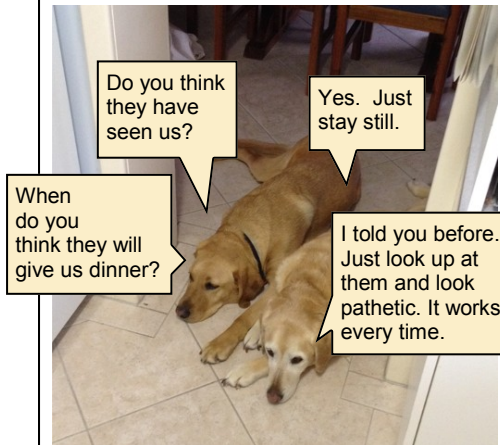 Do you think
they have
seen us?
Yes.  Just
stay still.
When
do you
think they will
give us dinner?
I told you before.
Just look up at
them and look
pathetic. It works
every time.